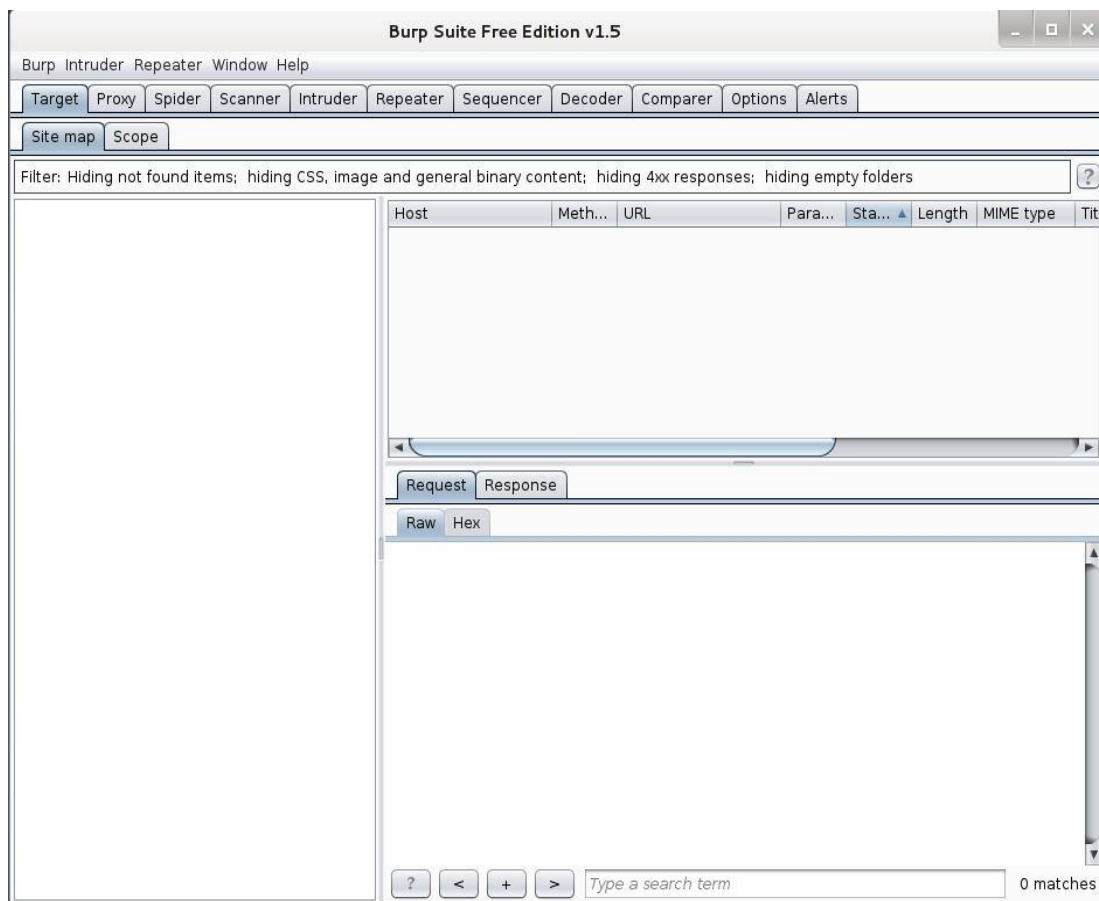 Burp Suite Free Edition v1.5
Burp Intruder Repeater Window Help
Target Proxy Spider Scanner Intruder Repeater Sequencer Decoder Comparer Options Alerts
Site map Scope
Filter: Hiding not found items; hiding CSS, image and general binary content; hiding 4xx responses; hiding empty folders ?
Host Meth... URL Para... Sta... Length MIME type Tit
Request Response
Raw Hex
? < + > Type a search term 0 matches